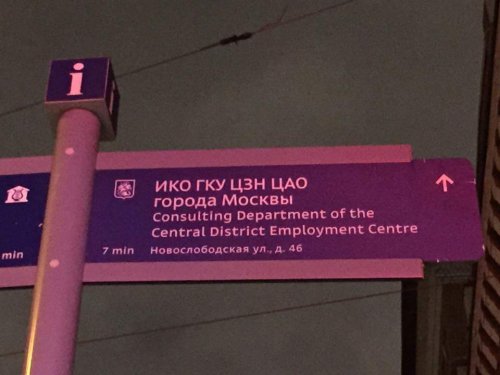 i
ИКО ГКУ ЦЗН ЦАО
города Москвы
Consulting Department of the
Central District Employment Centre
min
7 min Новослободская ул., д. 46